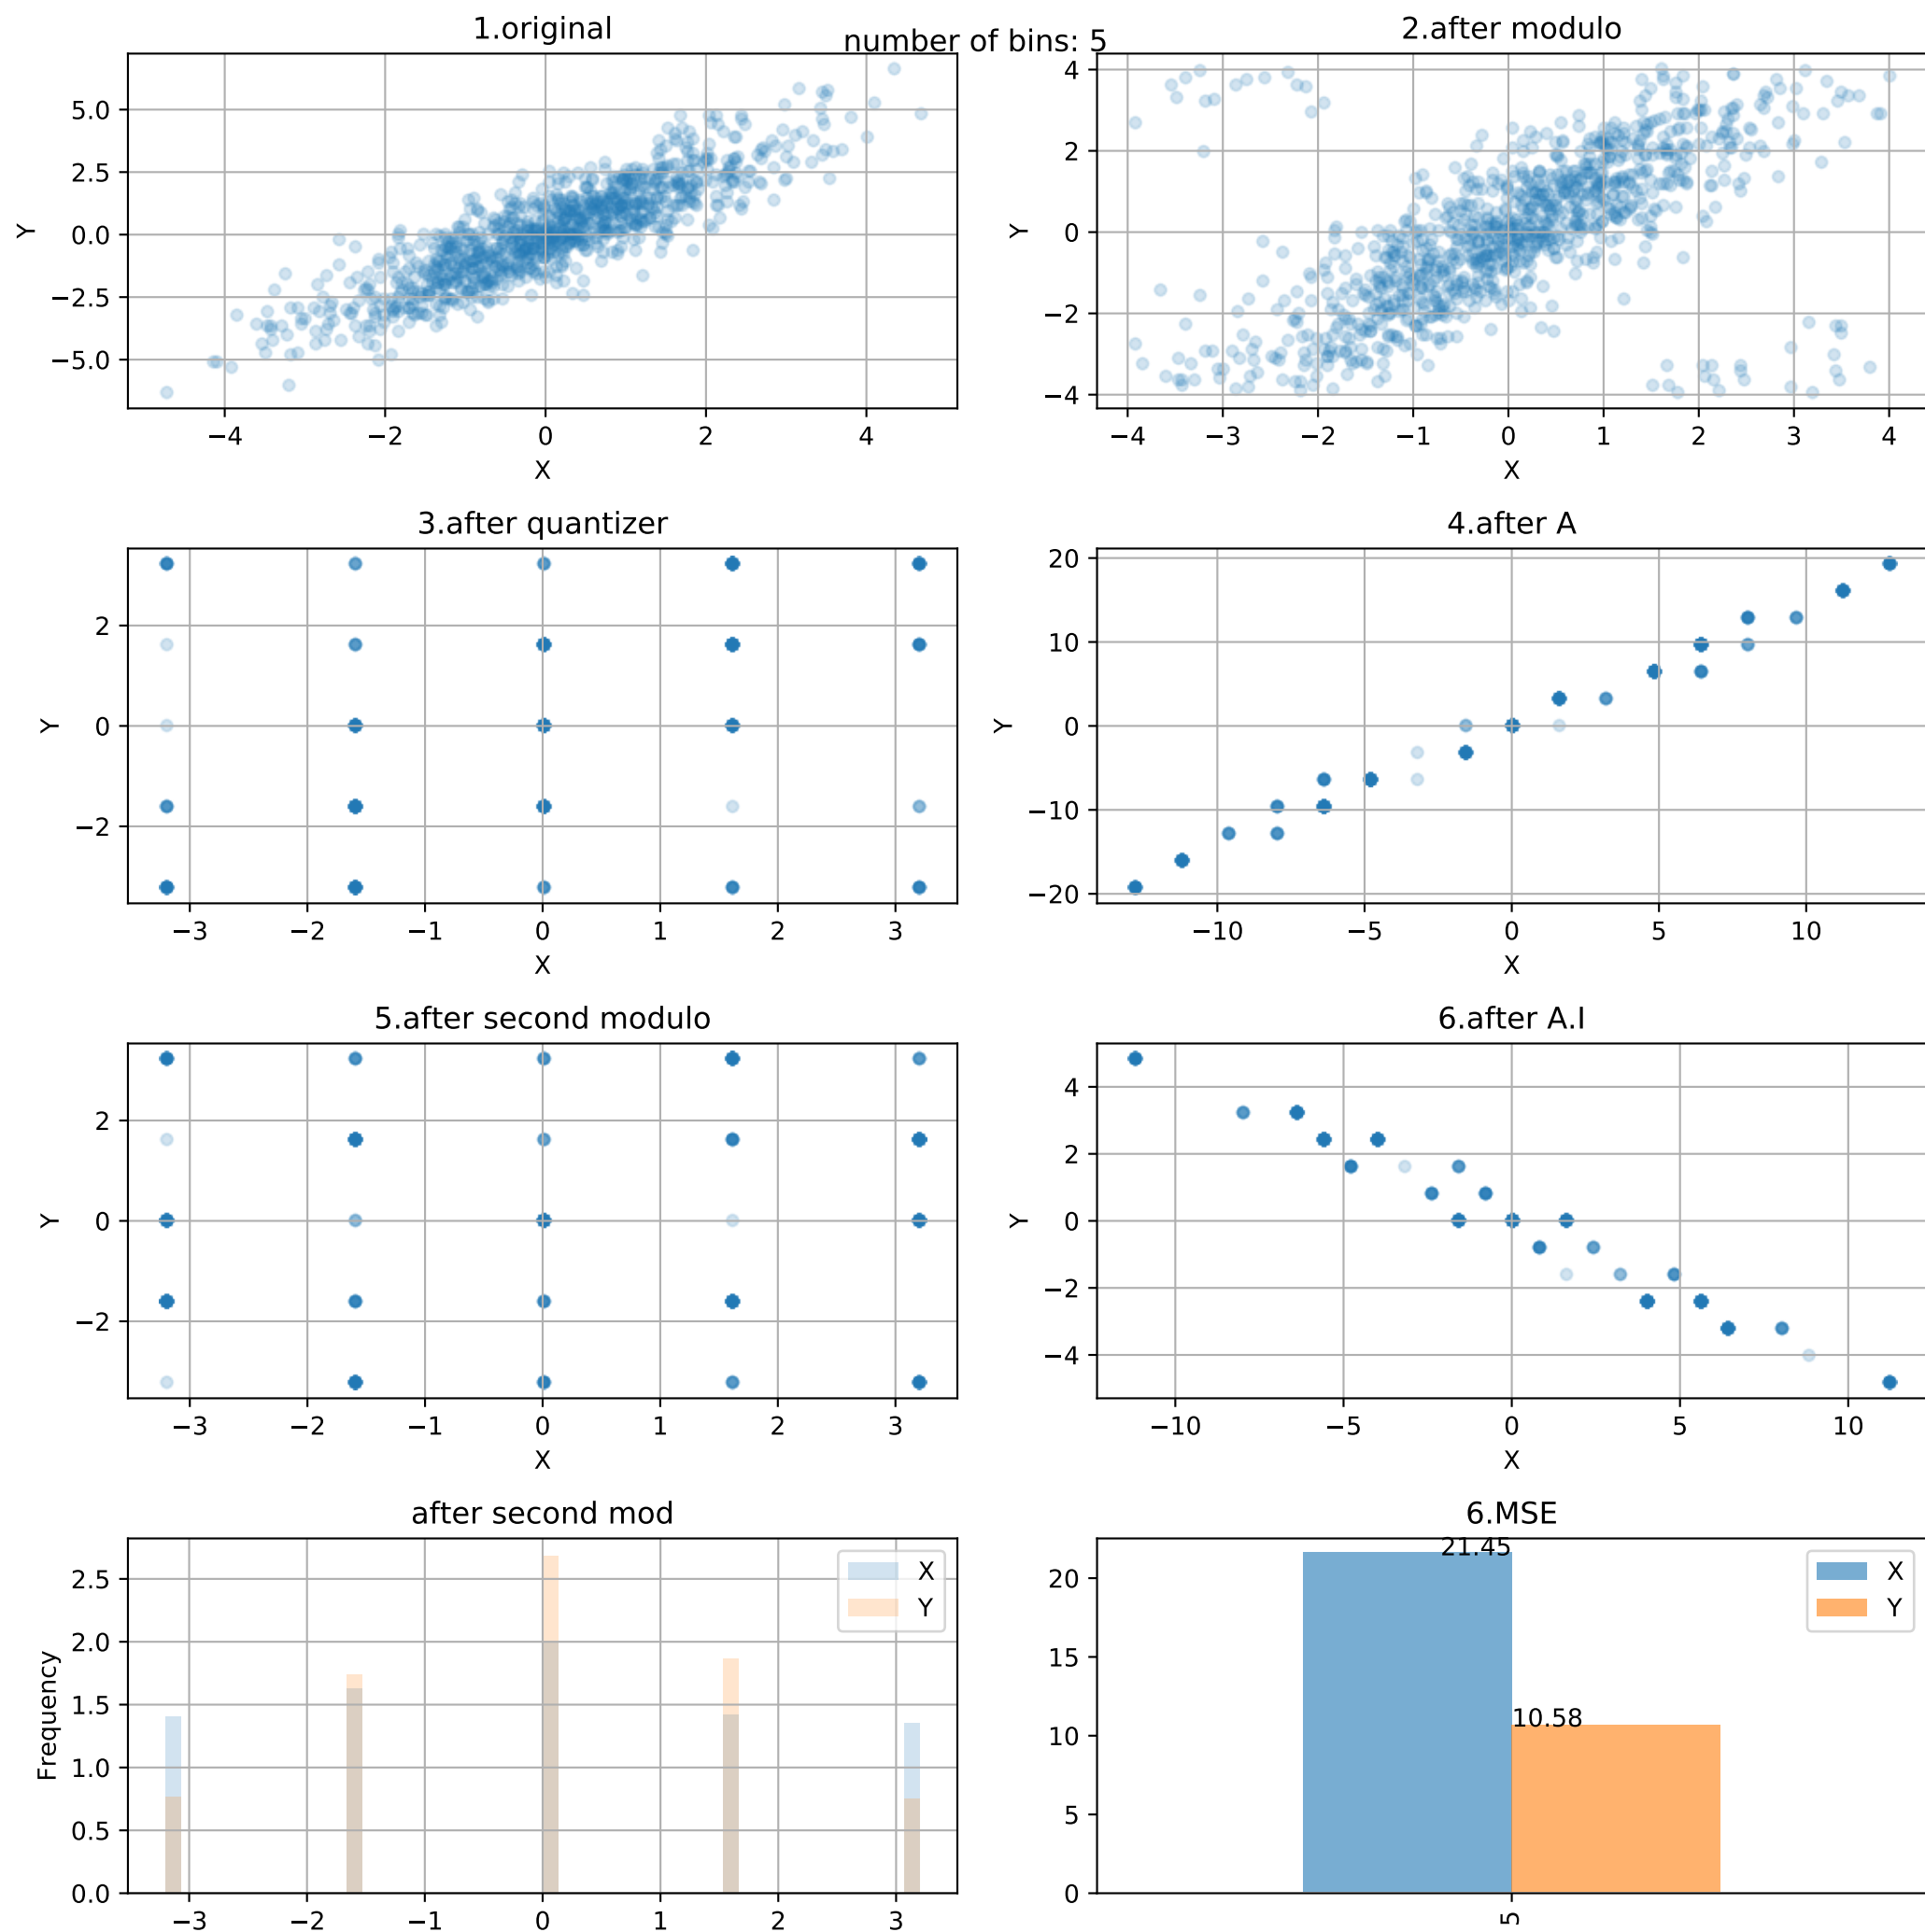 number of bins: 5
1.original
5.0
2.5
0.0
−2.5
−5.0
Y
−4 −2 0 2 4
X
2.after modulo
4
2
0
−2
−4
Y
−4 −3 −2 −1 0 1 2 3 4
X
3.after quantizer
2
0
−2
Y
−3 −2 −1 0 1 2 3
X
4.after A
20
10
0
−10
−20
Y
−10 −5 0 5 10
X
5.after second modulo
2
0
−2
Y
−3 −2 −1 0 1 2 3
X
6.after A.I
4
2
0
−2
−4
Y
−10 −5 0 5 10
X
after second mod
2.5
2.0
1.5
1.0
0.5
0.0
Frequency
X
Y
−3 −2 −1 0 1 2 3
6.MSE
20
15
10
5
0
21.45
10.58
X
Y
5